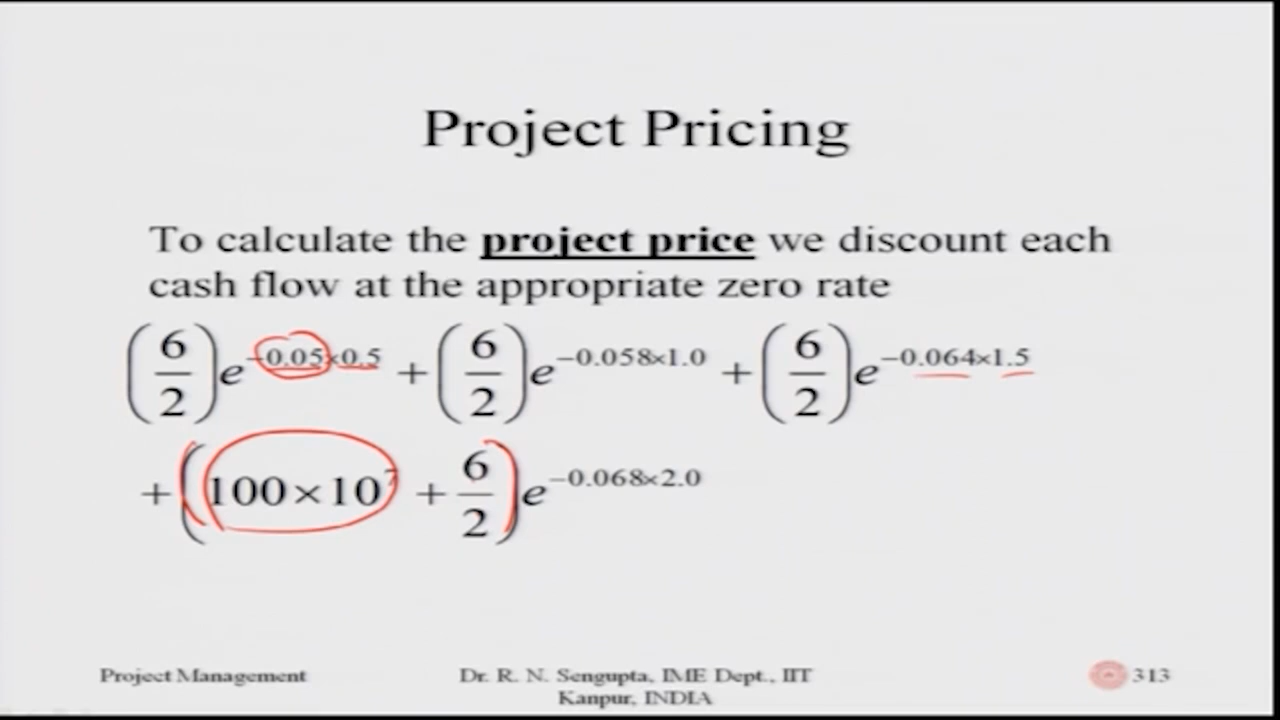 Project Pricing
To calculate the project price we discount each
cash flow at the appropriate zero rate
(6/2)e^{-0.05×0.5} + (6/2)e^{-0.058×1.0} + (6/2)e^{-0.064×1.5}
+ (100×10^7 + 6/2)e^{-0.068×2.0}
Project Management
Dr. R. N. Sengupta, IME Dept., IIT
Kanpur, INDIA
313